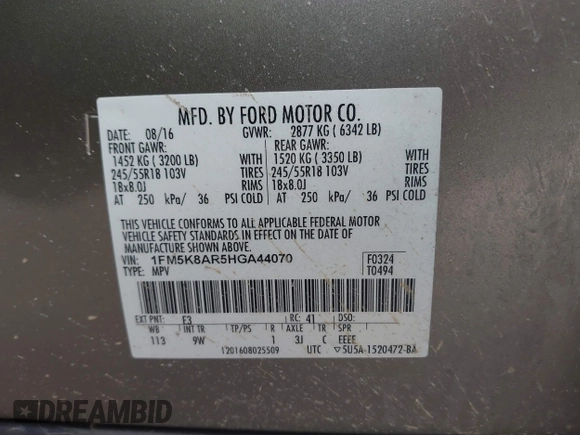 MFD. BY FORD MOTOR CO.
DATE: 08/16 GVWR: 2877 KG ( 6342 LB)
FRONT GAWR: REAR GAWR:
1452 KG ( 3200 LB) WITH 1520 KG ( 3350 LB) WITH
245/55R18 103V TIRES 245/55R18 103V TIRES
18x8.0J RIMS 18x8.0J RIMS
AT 250 kPa/ 36 PSI COLD AT 250 kPa/ 36 PSI COLD
THIS VEHICLE CONFORMS TO ALL APPLICABLE FEDERAL MOTOR
VEHICLE SAFETY STANDARDS IN EFFECT ON THE DATE OF
MANUFACTURE SHOWN ABOVE.
VIN: 1FM5K8AR5HGA44070 F0324
TYPE: MPV T0494
EXT PNT: E3 RC: 41 DSO:
WB INT TR TP/PS R AXLE TR SPR
113 9W 1 3J C EEEE
1201608025509 UTC ▽5U5A-1520472-BA
DREAMBID